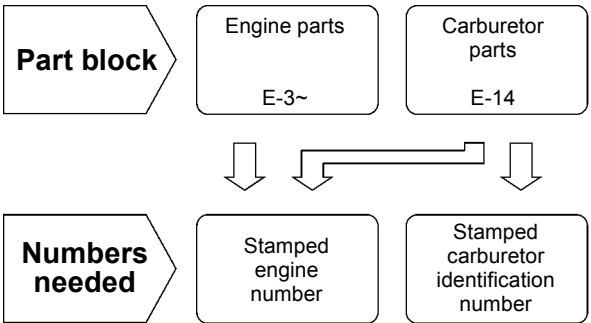 Part block
Engine parts
E-3~
Carburetor
parts
E-14
Numbers
needed
Stamped
engine
number
Stamped
carburetor
identification
number